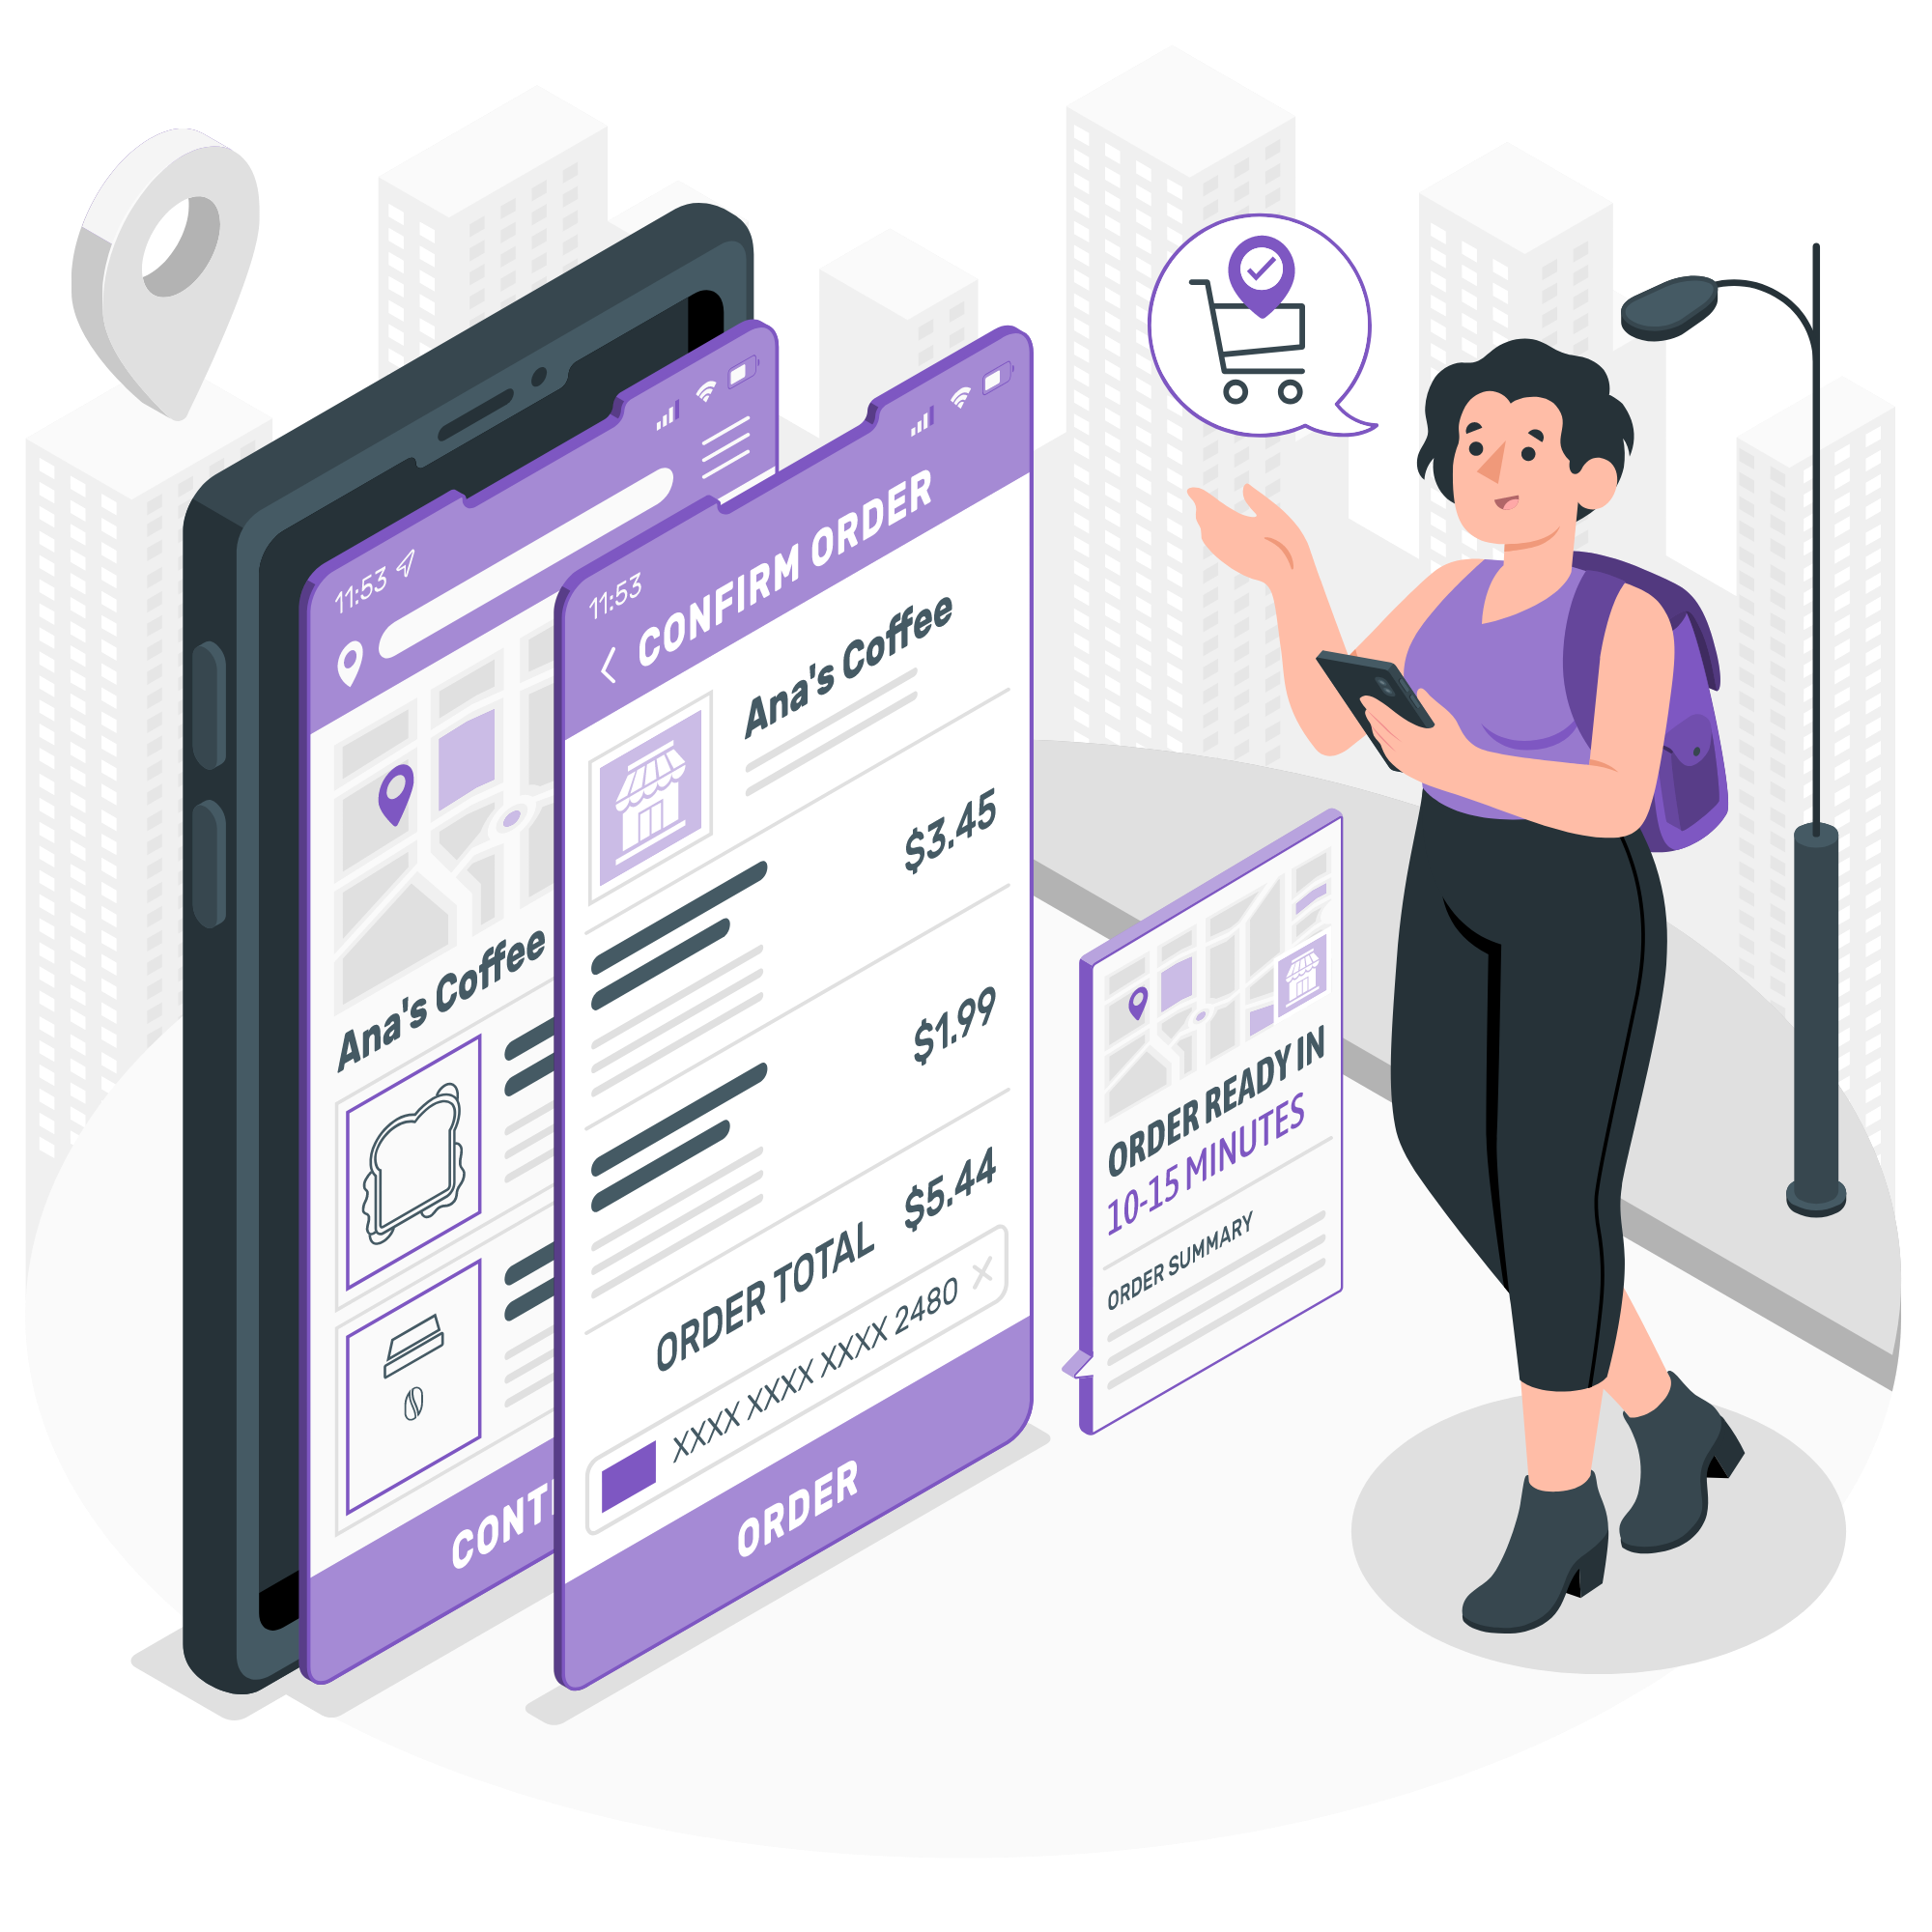 11:53
Ana's Coffee
CONTI
11:53
CONFIRM ORDER
Ana's Coffee
$3.45
$1.99
ORDER TOTAL $5.44
XXXX XXXX XXXX 2480
ORDER
ORDER READY IN
10-15 MINUTES
ORDER SUMMARY